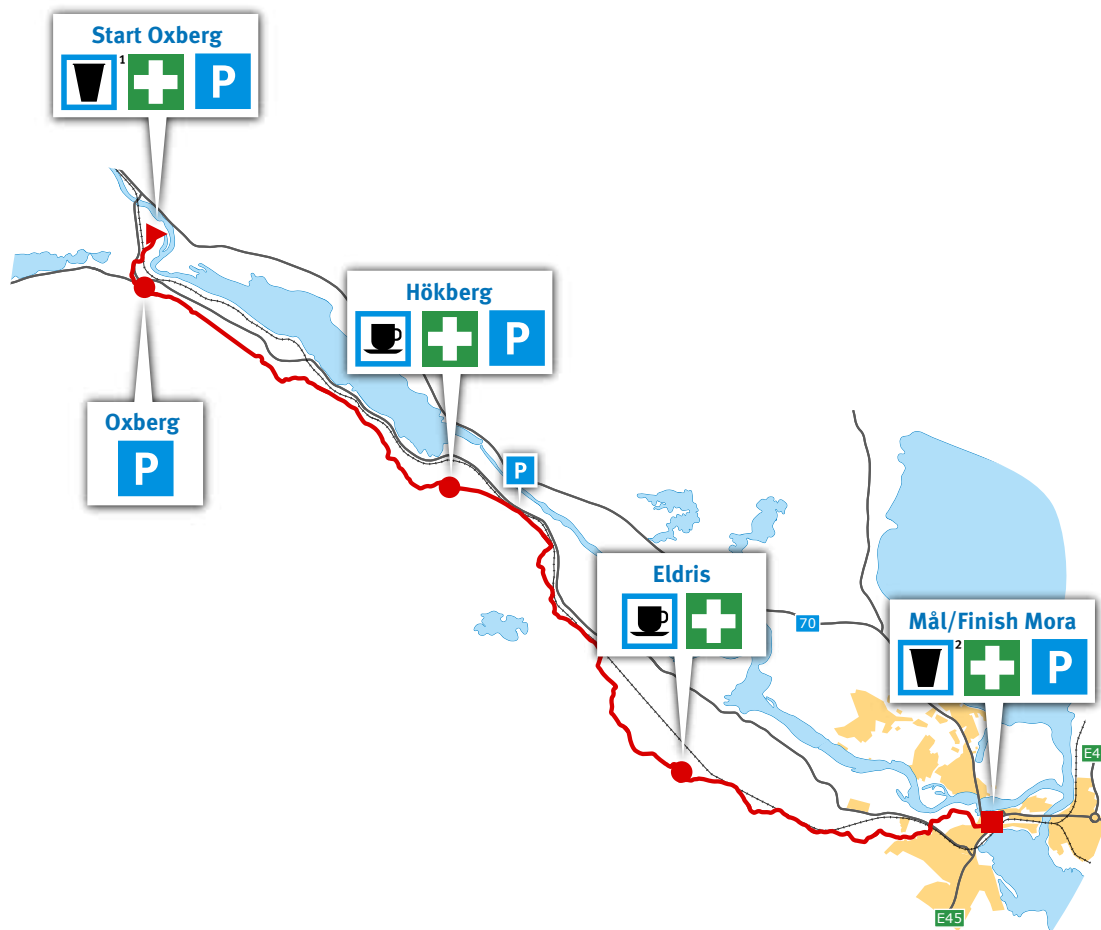 Start Oxberg
1
P
Hökberg
P
Oxberg
P
P
Eldris
70
Mål/Finish Mora
2
P
E4
E45